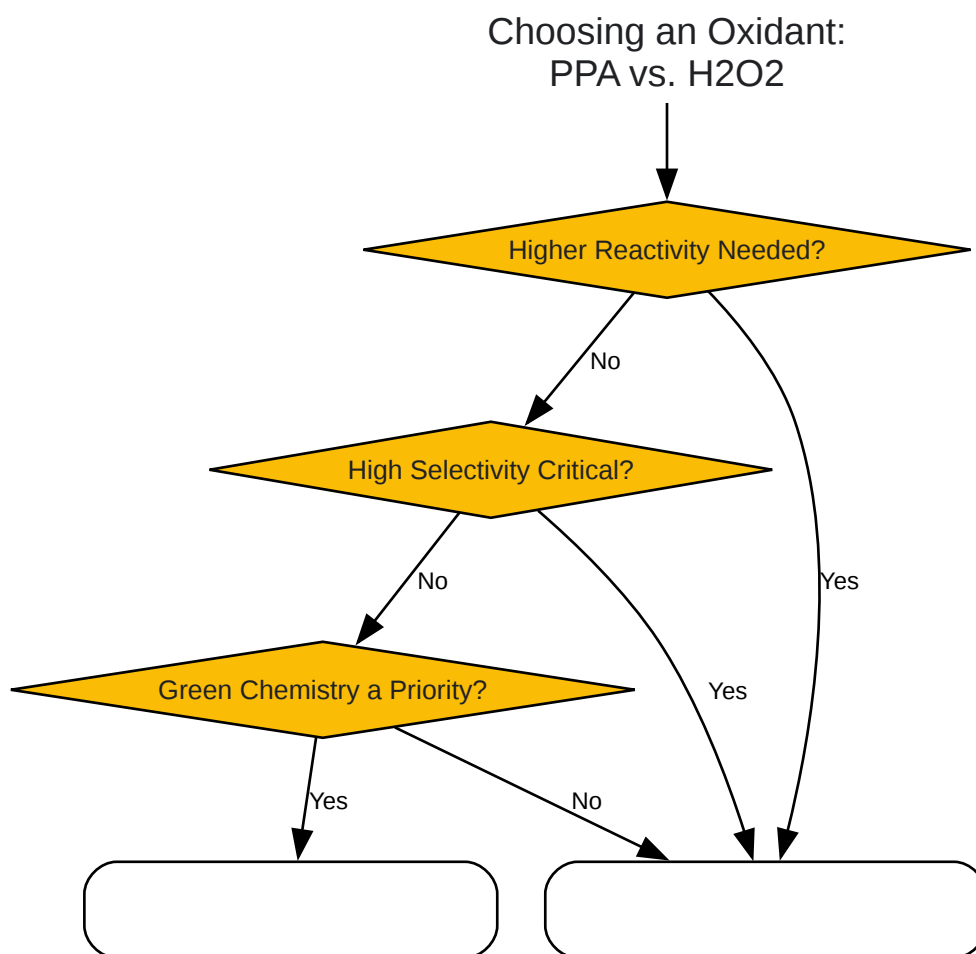 Choosing an Oxidant:
PPA vs. H2O2
Higher Reactivity Needed?
No
High Selectivity Critical?
No
Yes
Green Chemistry a Priority?
Yes
Yes
No